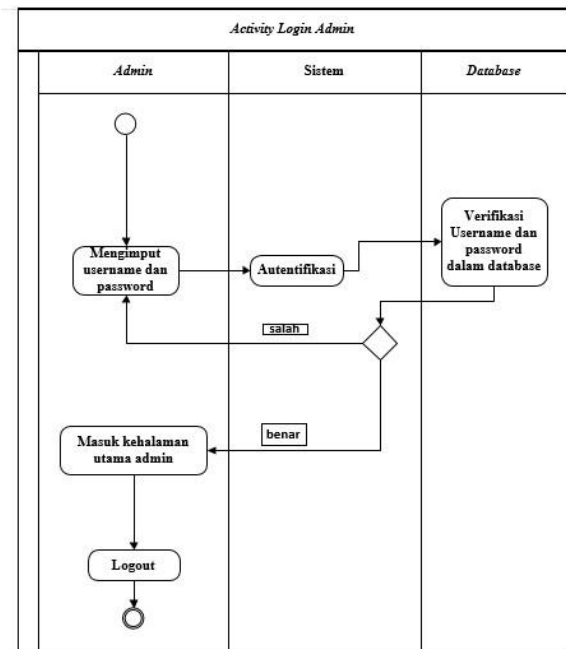 Activity Login Admin
Admin
Sistem
Database
Mengimput
username dan
password
Autentifikasi
Verifikasi
Username dan
password
dalam database
salah
benar
Masuk kehalaman
utama admin
Logout